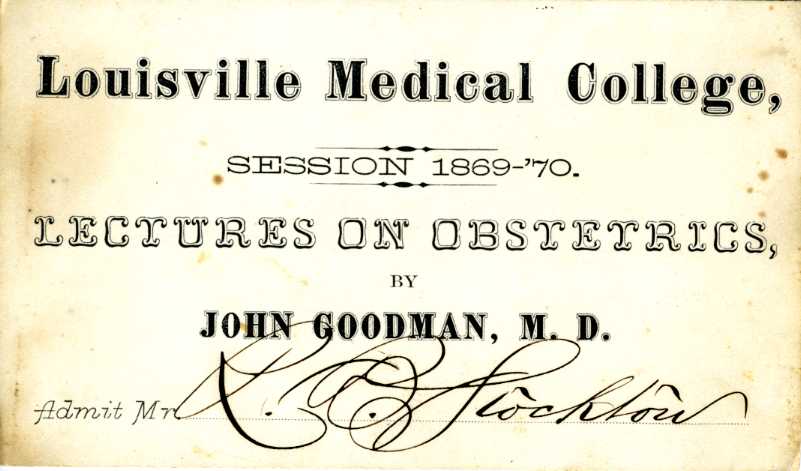 Louisville Medical College,
SESSION 1869-'70.
LECTURES ON OBSTETRICS,
BY
JOHN GOODMAN, M. D.
Admit Mr. Stockton